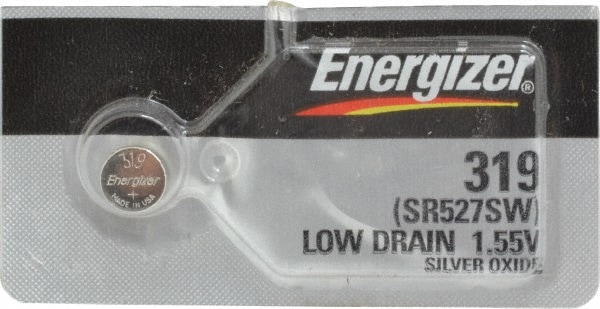 Energizer®
319
(SR527SW)
LOW DRAIN 1.55V
SILVER OXIDE
319
Energizer
+
MADE IN USA